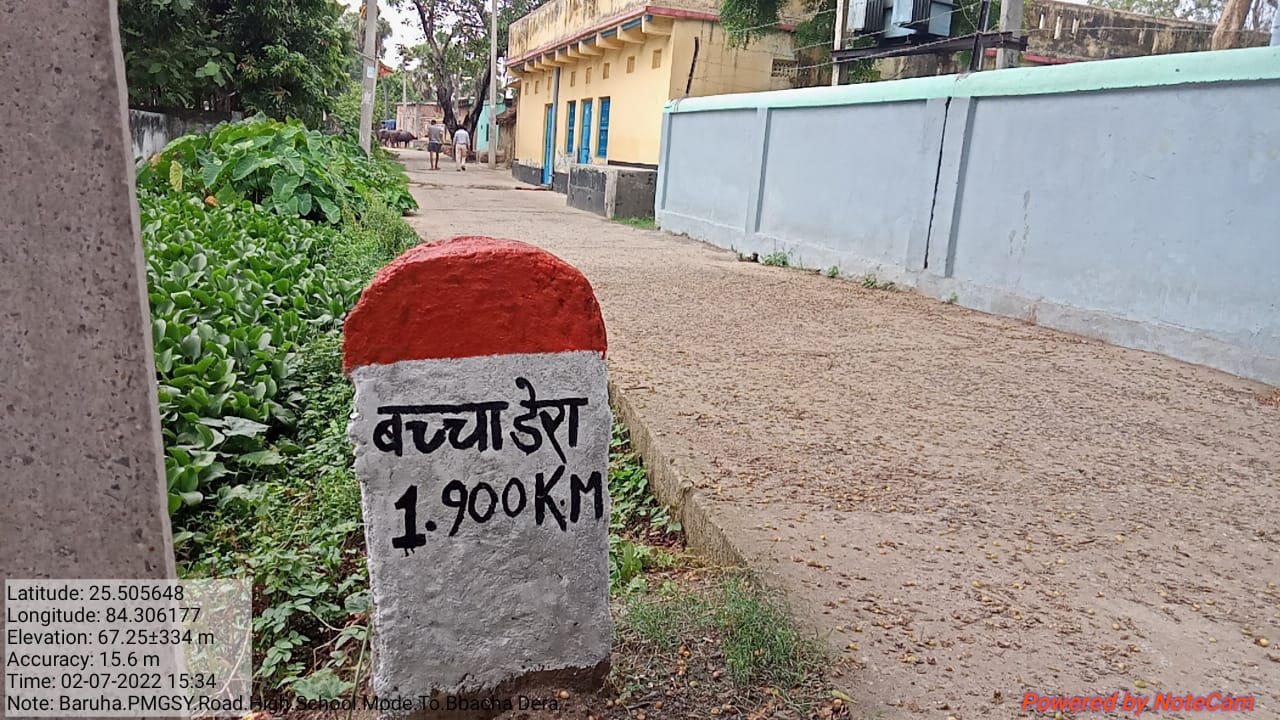 बच्चा डेरा
1.900 K.M
Latitude: 25.505648
Longitude: 84.306177
Elevation: 67.25±334 m
Accuracy: 15.6 m
Time: 02-07-2022 15:34
Note: Baruha.PMGSY.Road.High.School.Mode.To.Bbacha Dera.
Powered by NoteCam